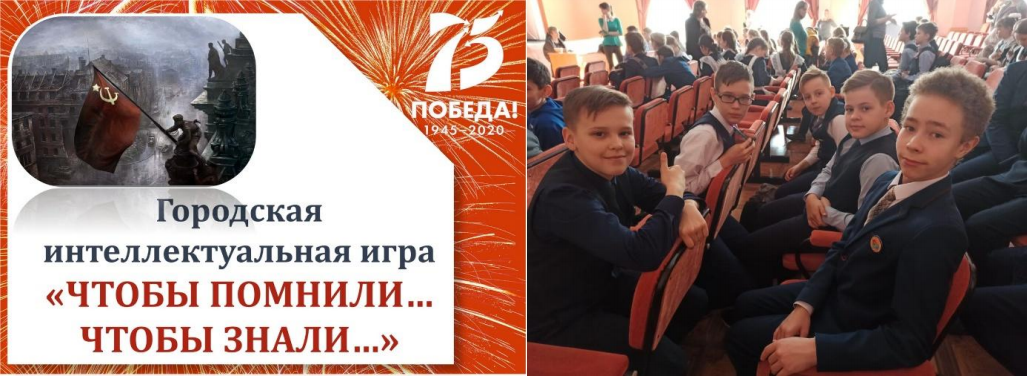 75
ПОБЕДА!
1945–2020
Городская
интеллектуальная игра
«ЧТОБЫ ПОМНИЛИ…
ЧТОБЫ ЗНАЛИ…»